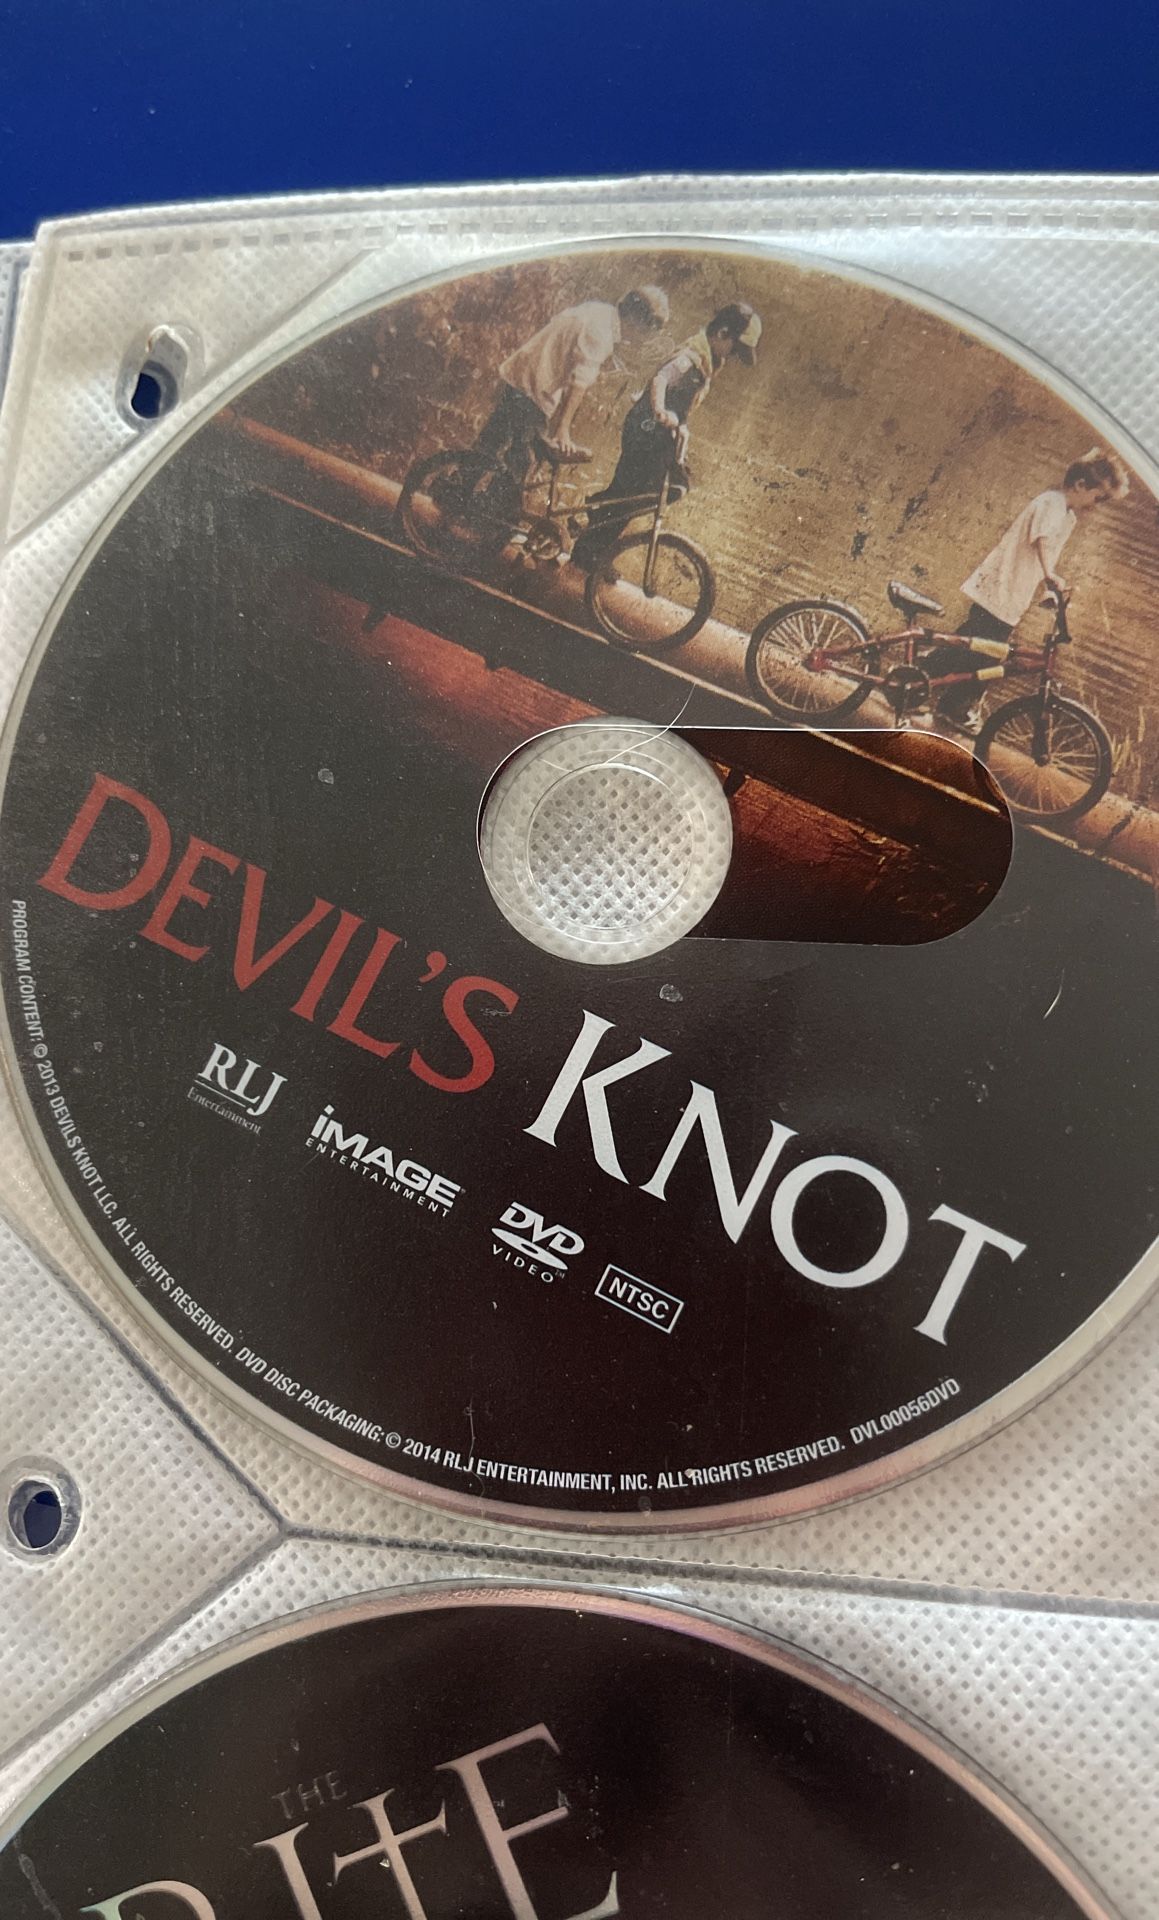 DEVIL'S KNOT
RLJ
Entertainment
iMAGE
ENTERTAINMENT
DVD
VIDEO™
NTSC
PROGRAM CONTENT: © 2013 DEVILS KNOT LLC. ALL RIGHTS RESERVED. DVD DISC PACKAGING: © 2014 RLJ ENTERTAINMENT, INC. ALL RIGHTS RESERVED. DVL00056DVD
THE
RITE